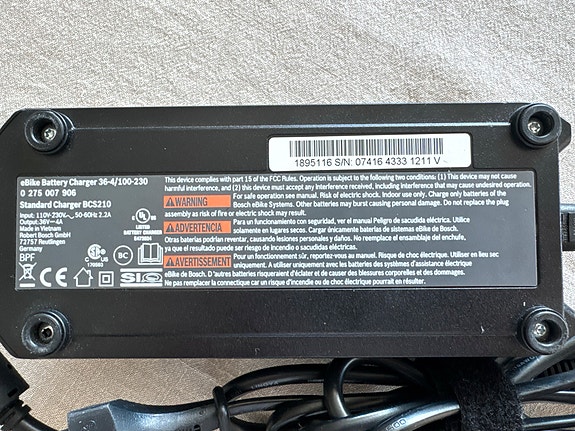 1895116 S/N: 07416 4333 1211 V
eBike Battery Charger 36-4/100-230
0 275 007 906
Standard Charger BCS210
Input: 110V-230V~, 50-60Hz 2.2A
Output: 36V⎓4A
Made in Vietnam
Robert Bosch GmbH
72757 Reutlingen
Germany
BPF
UL
LISTED
BC
CE
SIQ
This device complies with part 15 of the FCC Rules. Operation is subject to the following two conditions: (1) This device may not cause
harmful interference, and (2) this device must accept any interference received, including interference that may cause undesired operation.
WARNING For safe operation see manual. Risk of electric shock. Indoor use only. Charge only batteries of the
Bosch eBike systems. Other batteries may burst causing personal injury and damage. Do not replace the plug
assembly as risk of fire or electric shock may result.
ADVERTENCIA Para un funcionamiento con seguridad, ver el manual Peligro de sacudida eléctrica. Utilice
solamente en lugares secos. Cargar únicamente baterías de sistemas eBike de Bosch.
Otras baterías podrían reventar, causando lesiones personales y daños. No reemplace el ensamblaje del enchufe,
ya que el resultado puede ser riesgo de incendio o sacudida eléctrica.
AVERTISSEMENT Pour un fonctionnement sûr, reportez-vous au manuel. Risque de choc électrique. Utiliser en lieu sec
uniquement. A utiliser uniquement avec les batteries des systèmes d'assistance électrique
eBike de Bosch. D'autres batteries risqueraient d'éclater et de causer des blessures corporelles et des dommages.
Ne pas remplacer la connectique car un risque d'incendie ou de choc électrique pourrait en résulter.